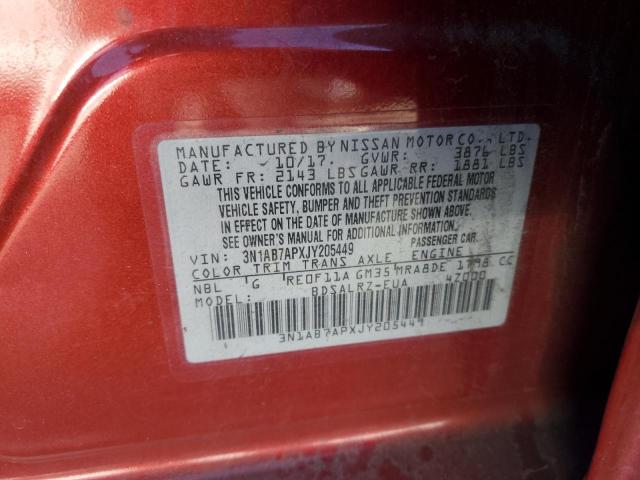 MANUFACTURED BY NISSAN MOTOR CO., LTD.
DATE: 10/17. GVWR: 3876 LBS
GAWR FR: 2143 LBS GAWR RR: 1881 LBS
THIS VEHICLE CONFORMS TO ALL APPLICABLE FEDERAL MOTOR
VEHICLE SAFETY, BUMPER AND THEFT PREVENTION STANDARDS
IN EFFECT ON THE DATE OF MANUFACTURE SHOWN ABOVE.
SEE OWNER'S MANUAL FOR ADDITIONAL INFORMATION.
VIN: 3N1AB7APXJY205449 PASSENGER CAR
COLOR TRIM TRANS AXLE ENGINE
NBL G RE0F11A GM35 MRA8DE 1798 CC
MODEL: BDSALRZ-EUA 4Z000
3N1AB7APXJY205449